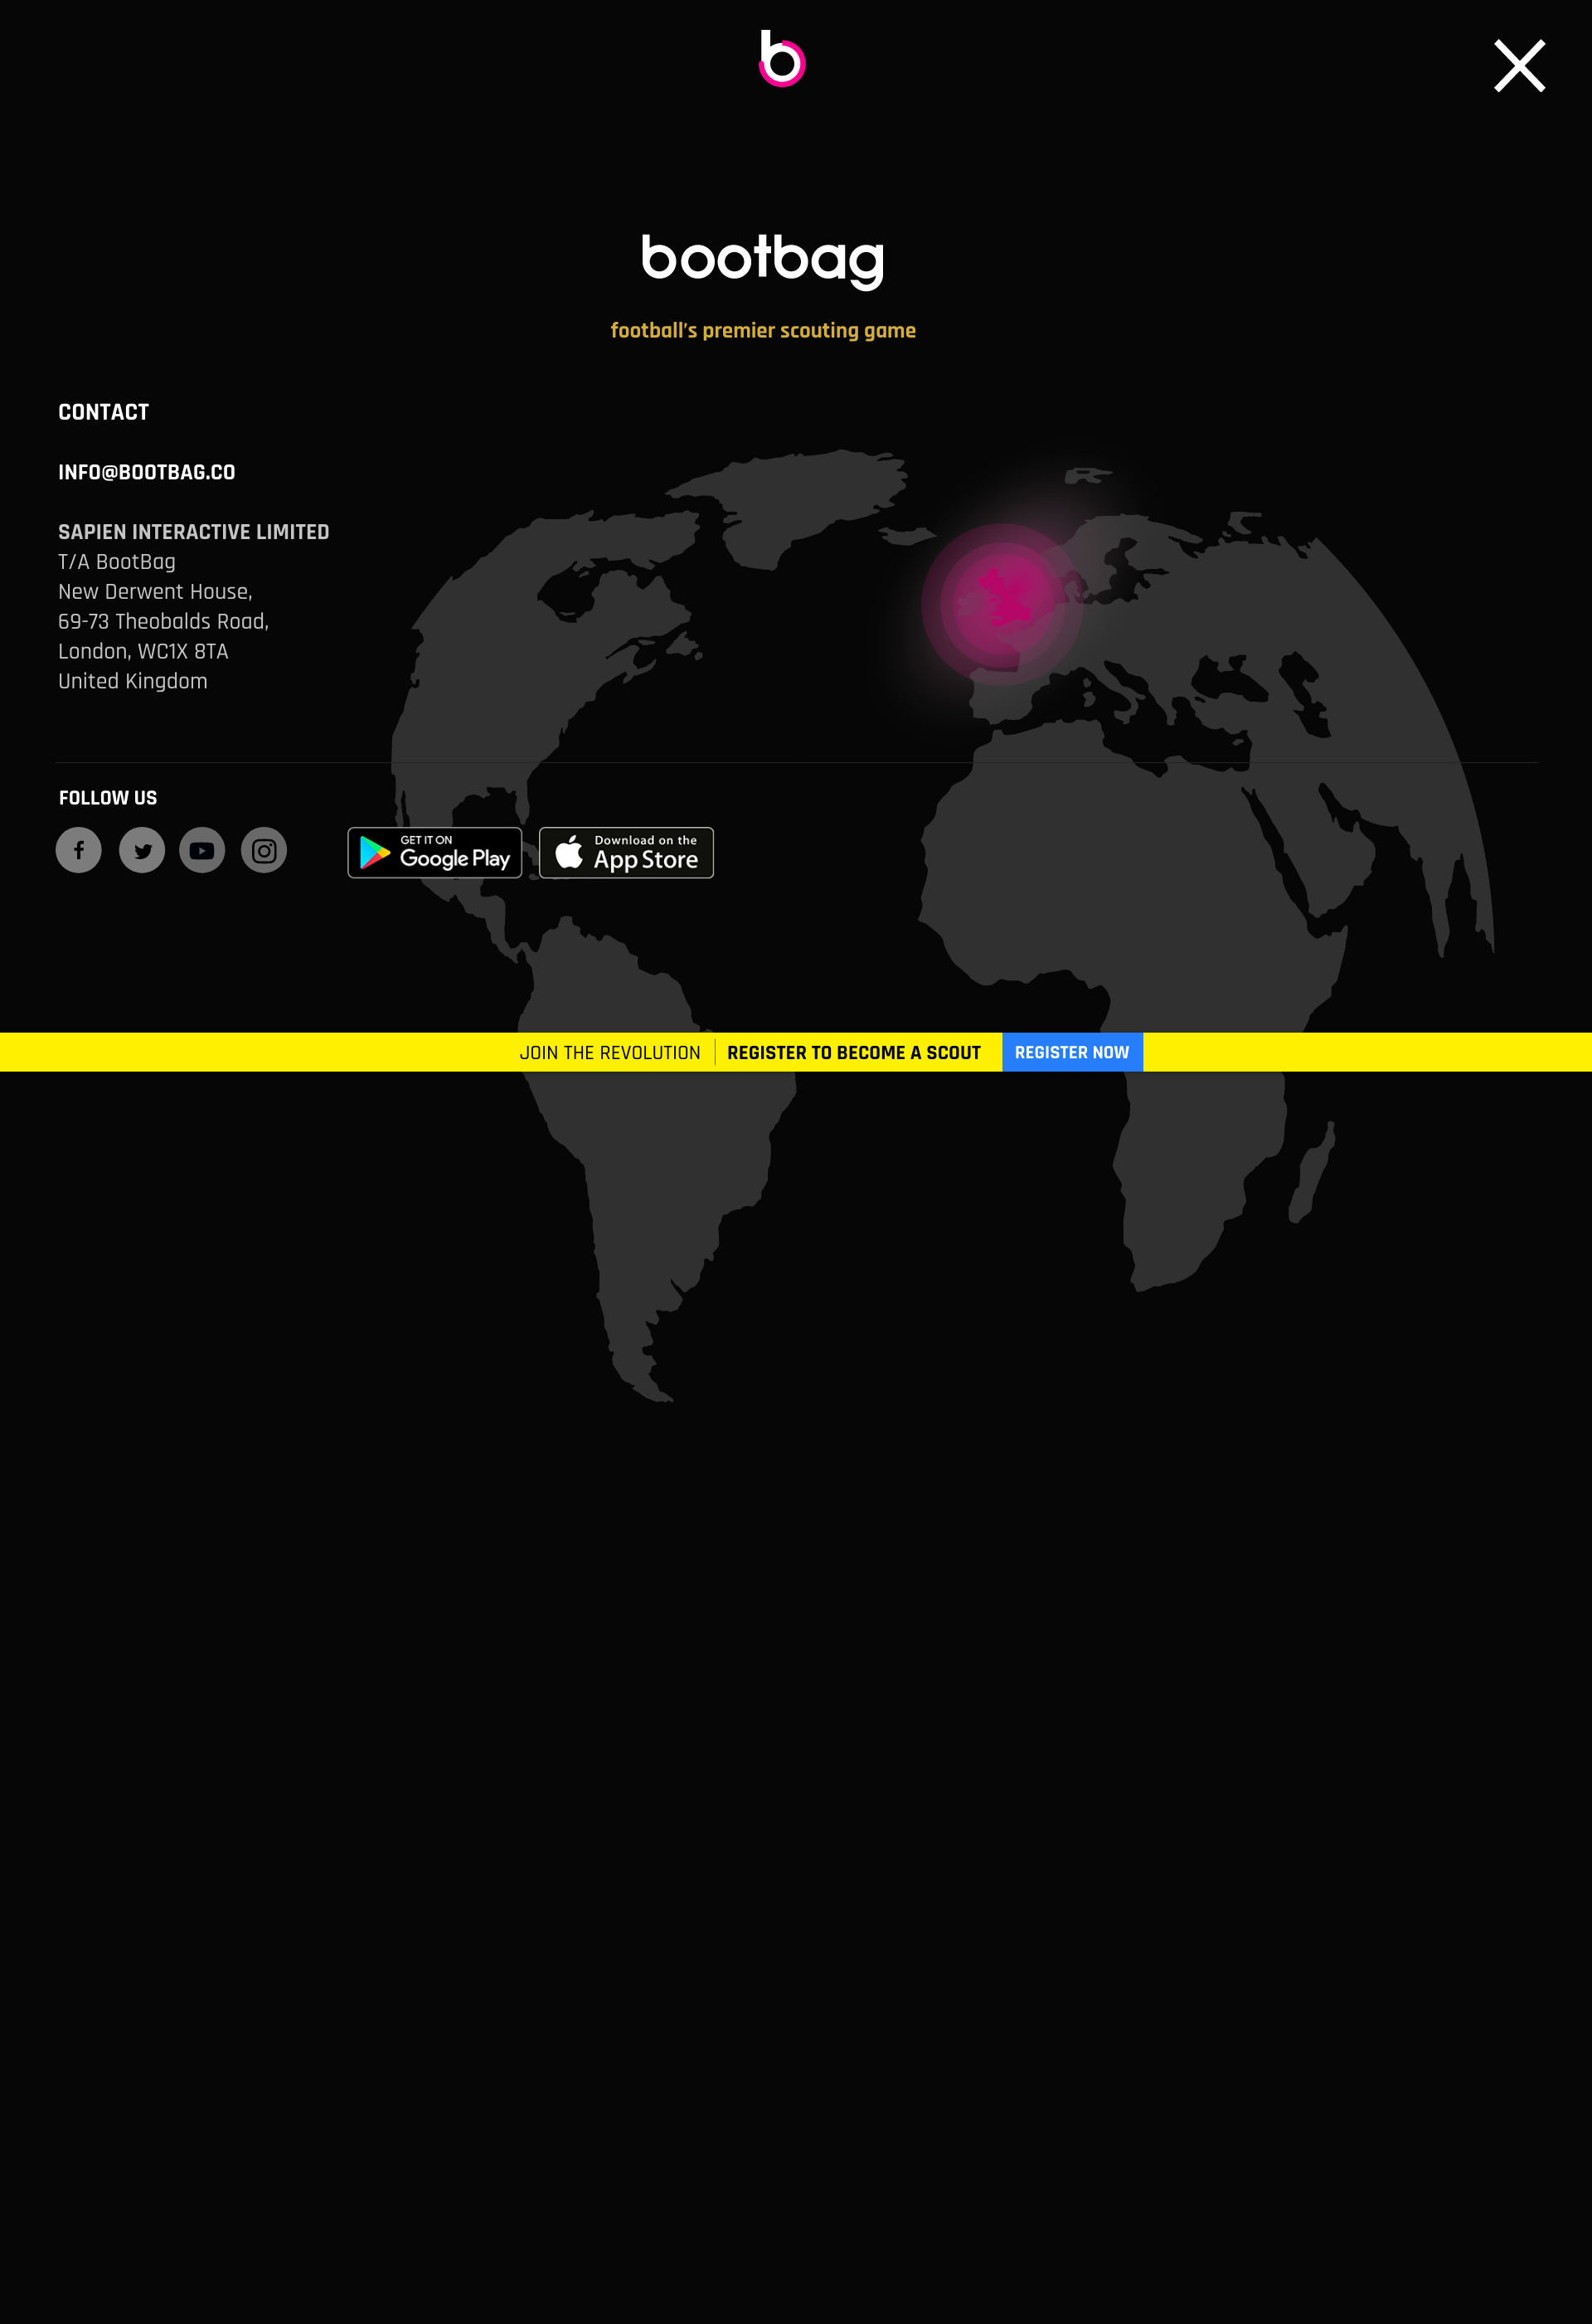 b
bootbag
football's premier scouting game
CONTACT
INFO@BOOTBAG.CO
SAPIEN INTERACTIVE LIMITED
T/A BootBag
New Derwent House,
69-73 Theobalds Road,
London, WC1X 8TA
United Kingdom
FOLLOW US
GET IT ON
Google Play
Download on the
App Store
JOIN THE REVOLUTION
REGISTER TO BECOME A SCOUT
REGISTER NOW